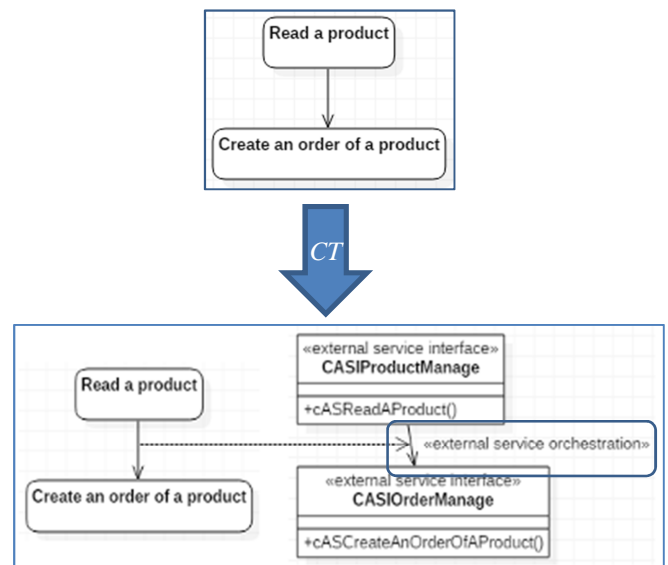 Read a product
Create an order of a product
CT
«external service interface»
CASIProductManage
Read a product
+cASReadAProduct()
«external service orchestration»
«external service interface»
Create an order of a product
CASIOrderManage
+cASCreateAnOrderOfAProduct()